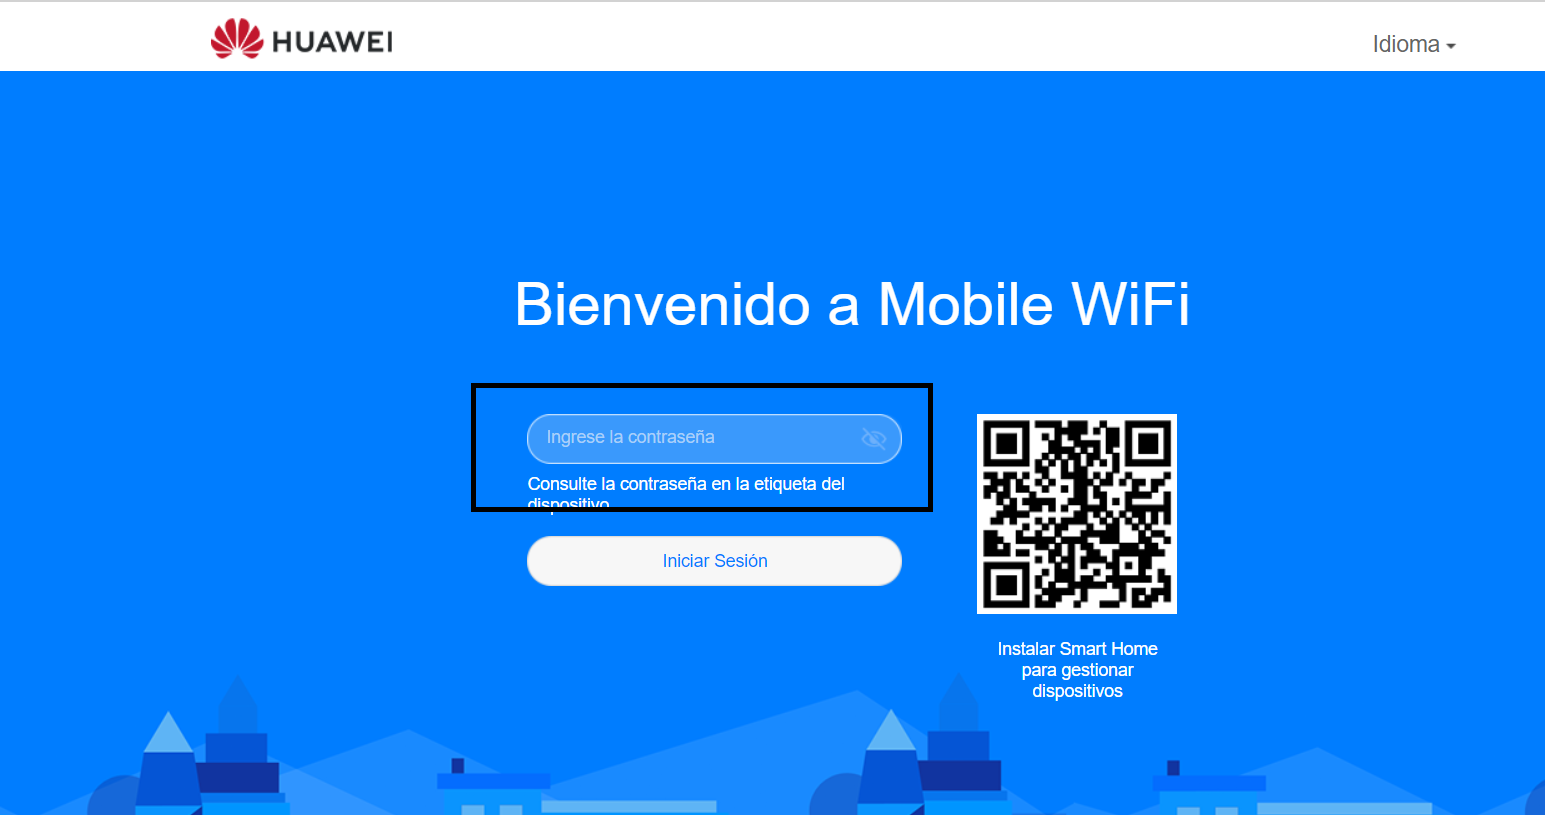 HUAWEI
Idioma
Bienvenido a Mobile WiFi
Ingrese la contraseña
Consulte la contraseña en la etiqueta del
dispositivo
Iniciar Sesión
Instalar Smart Home
para gestionar
dispositivos